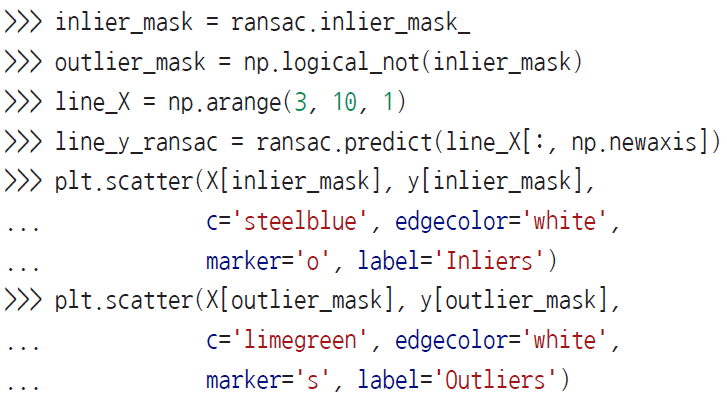 >>> inlier_mask = ransac.inlier_mask_
>>> outlier_mask = np.logical_not(inlier_mask)
>>> line_X = np.arange(3, 10, 1)
>>> line_y_ransac = ransac.predict(line_X[:, np.newaxis])
>>> plt.scatter(X[inlier_mask], y[inlier_mask],
...             c='steelblue', edgecolor='white',
...             marker='o', label='Inliers')
>>> plt.scatter(X[outlier_mask], y[outlier_mask],
...             c='limegreen', edgecolor='white',
...             marker='s', label='Outliers')